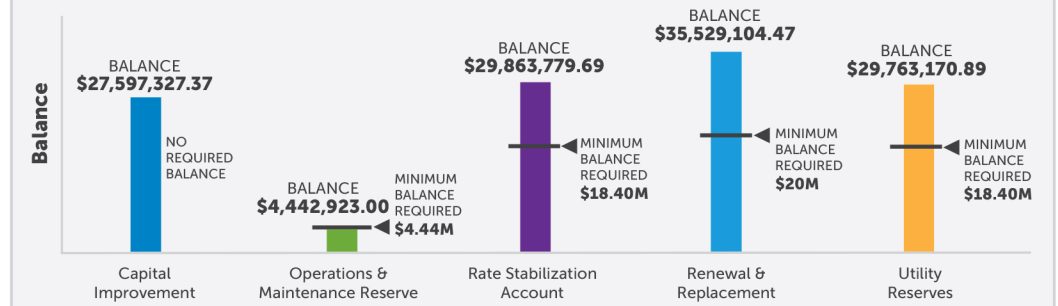 Balance
BALANCE
$27,597,327.37
NO
REQUIRED
BALANCE
Capital
Improvement
BALANCE
$4,442,923.00
MINIMUM
BALANCE
REQUIRED
$4.44M
Operations &
Maintenance Reserve
BALANCE
$29,863,779.69
MINIMUM
BALANCE
REQUIRED
$18.40M
Rate Stabilization
Account
BALANCE
$35,529,104.47
MINIMUM
BALANCE
REQUIRED
$20M
Renewal &
Replacement
BALANCE
$29,763,170.89
MINIMUM
BALANCE
REQUIRED
$18.40M
Utility
Reserves